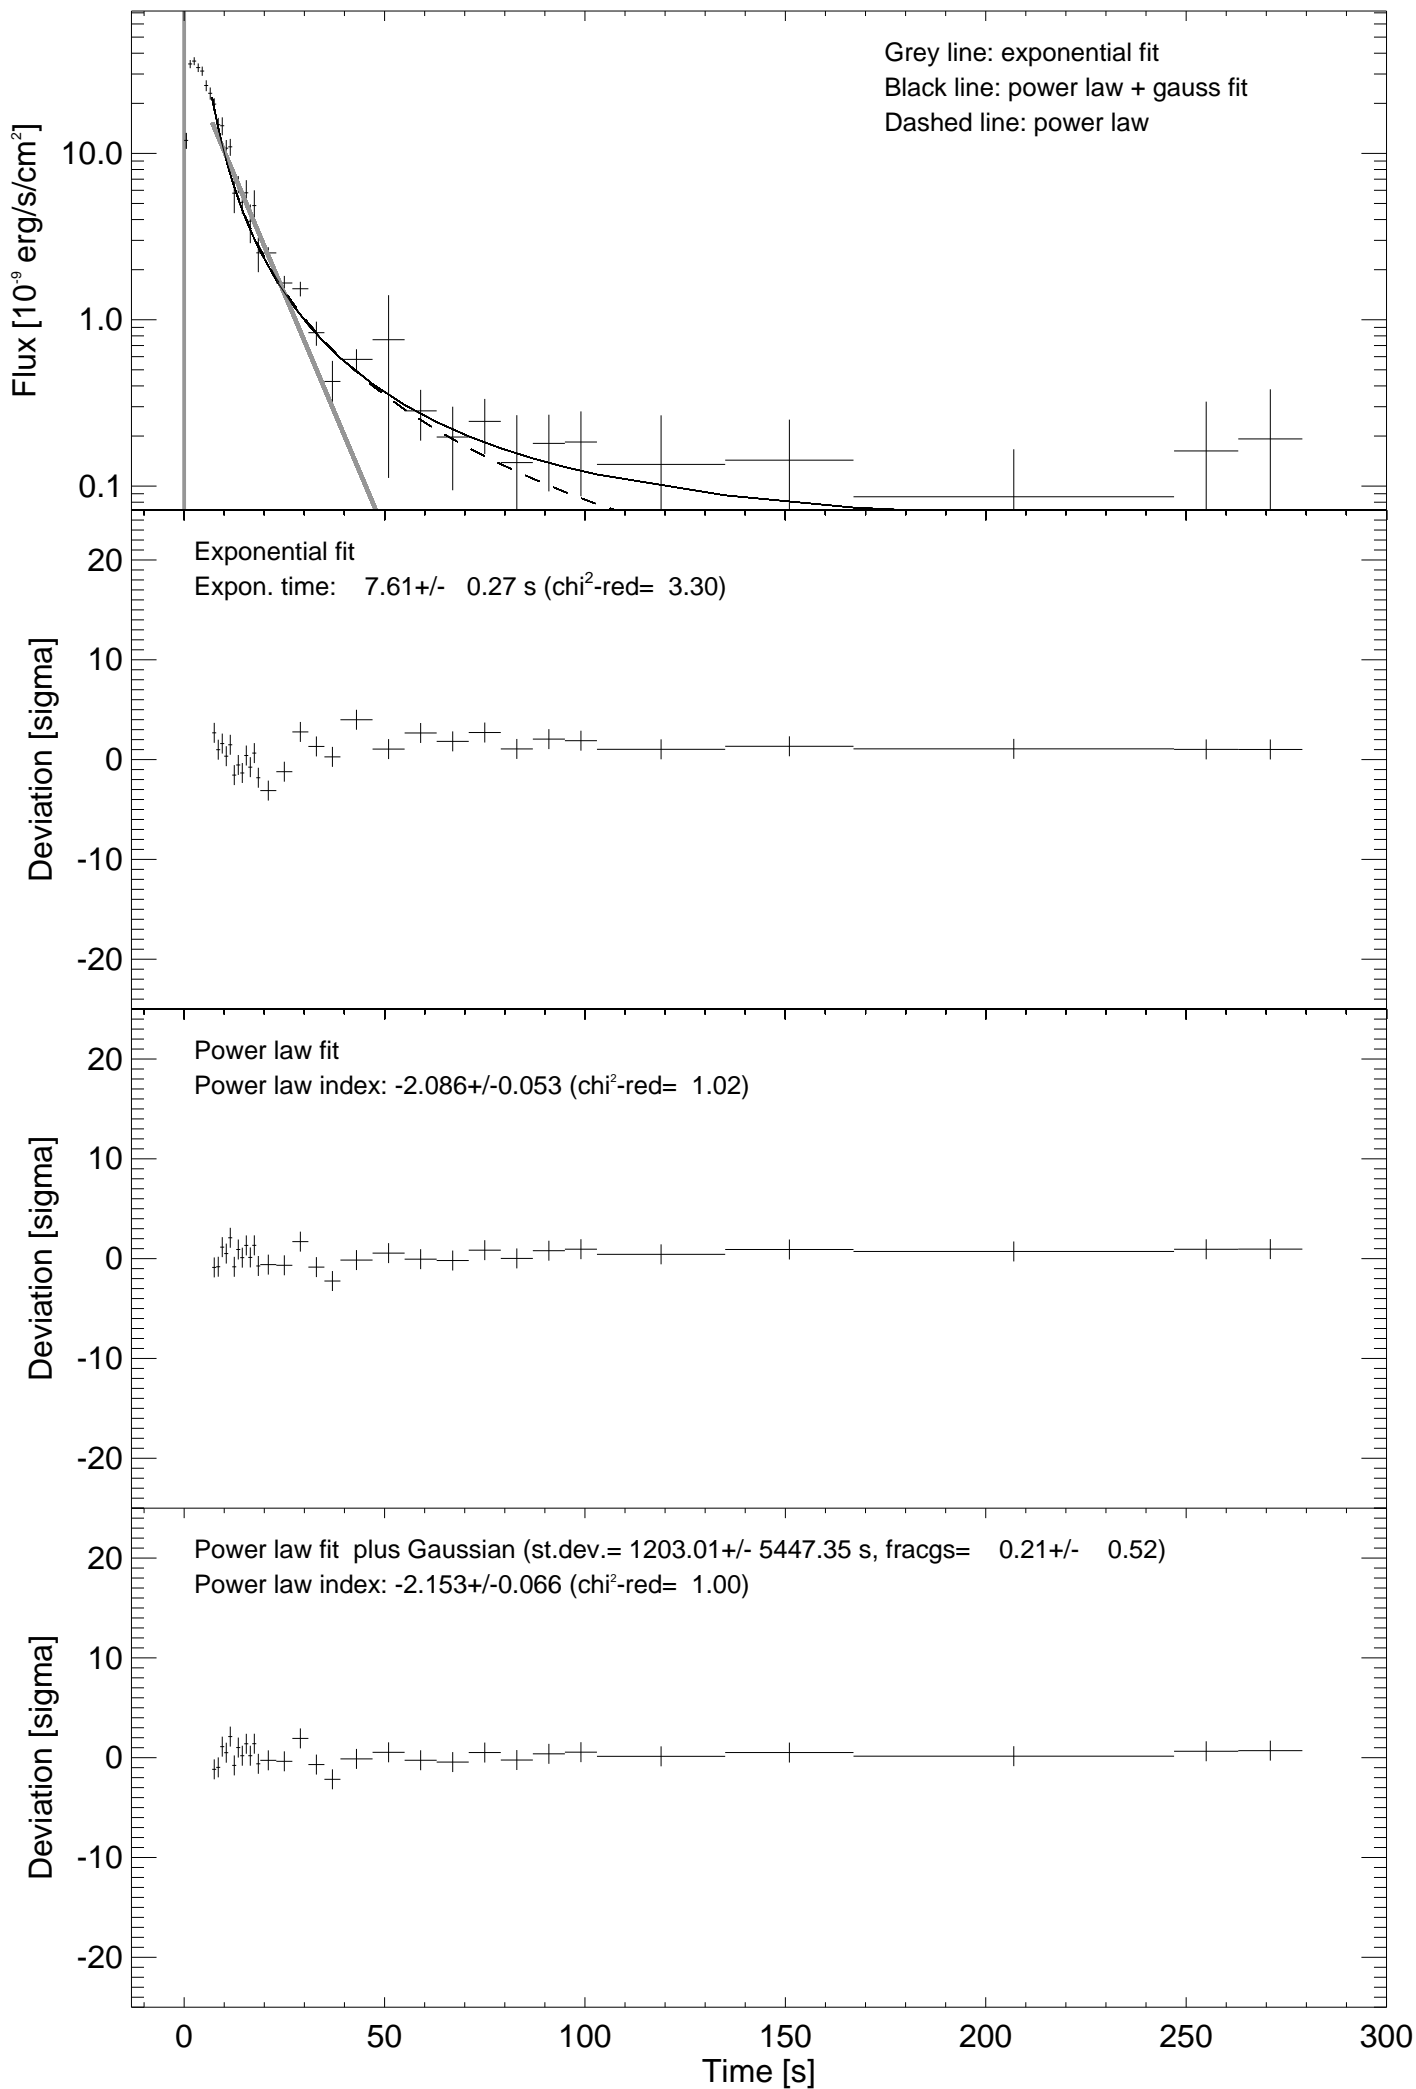 Grey line: exponential fit
Black line: power law + gauss fit
Dashed line: power law
Flux [10⁻⁹ erg/s/cm²]
10.0
1.0
0.1
Exponential fit
Expon. time: 7.61+/- 0.27 s (chi²-red= 3.30)
Deviation [sigma]
20
10
0
-10
-20
Power law fit
Power law index: -2.086+/-0.053 (chi²-red= 1.02)
Deviation [sigma]
20
10
0
-10
-20
Power law fit plus Gaussian (st.dev.= 1203.01+/- 5447.35 s, fracgs= 0.21+/- 0.52)
Power law index: -2.153+/-0.066 (chi²-red= 1.00)
Deviation [sigma]
20
10
0
-10
-20
0 50 100 150 200 250 300
Time [s]